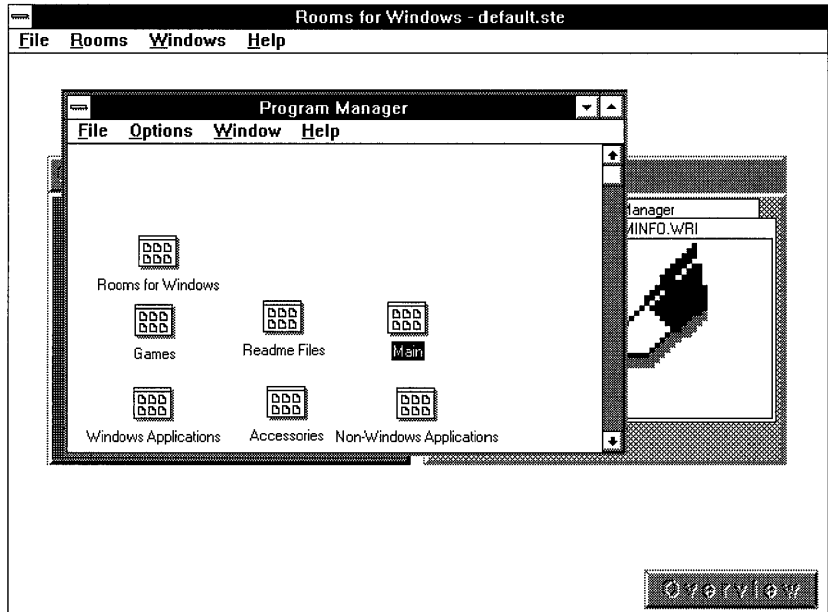 Rooms for Windows - default.ste
File Rooms Windows Help
Program Manager
File Options Window Help
Manager
MINFO.WRI
Rooms for Windows
Games
Readme Files
Main
Windows Applications
Accessories
Non-Windows Applications
Overview